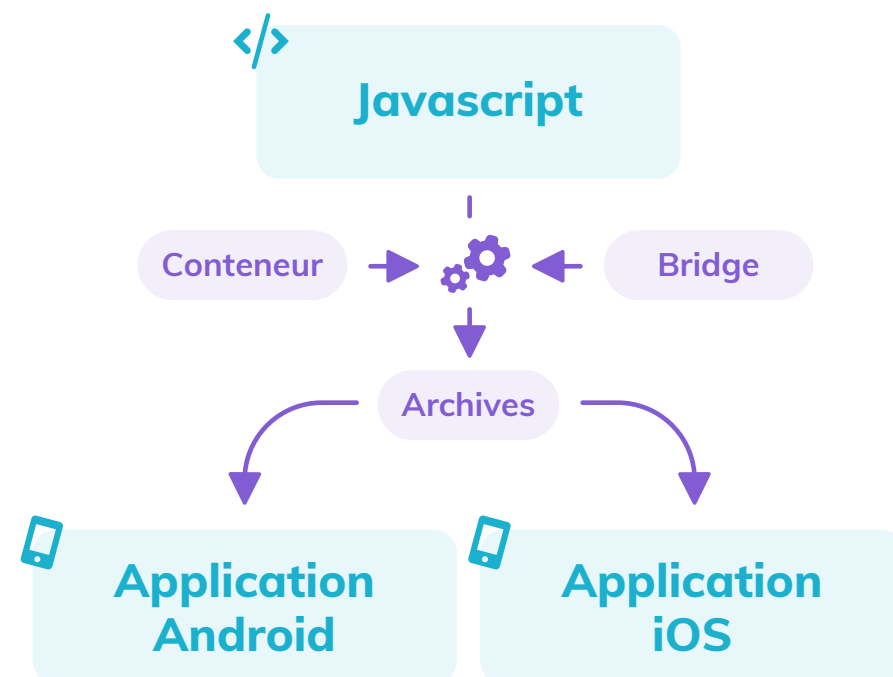 Javascript
Conteneur
Bridge
Archives
Application
Android
Application
iOS